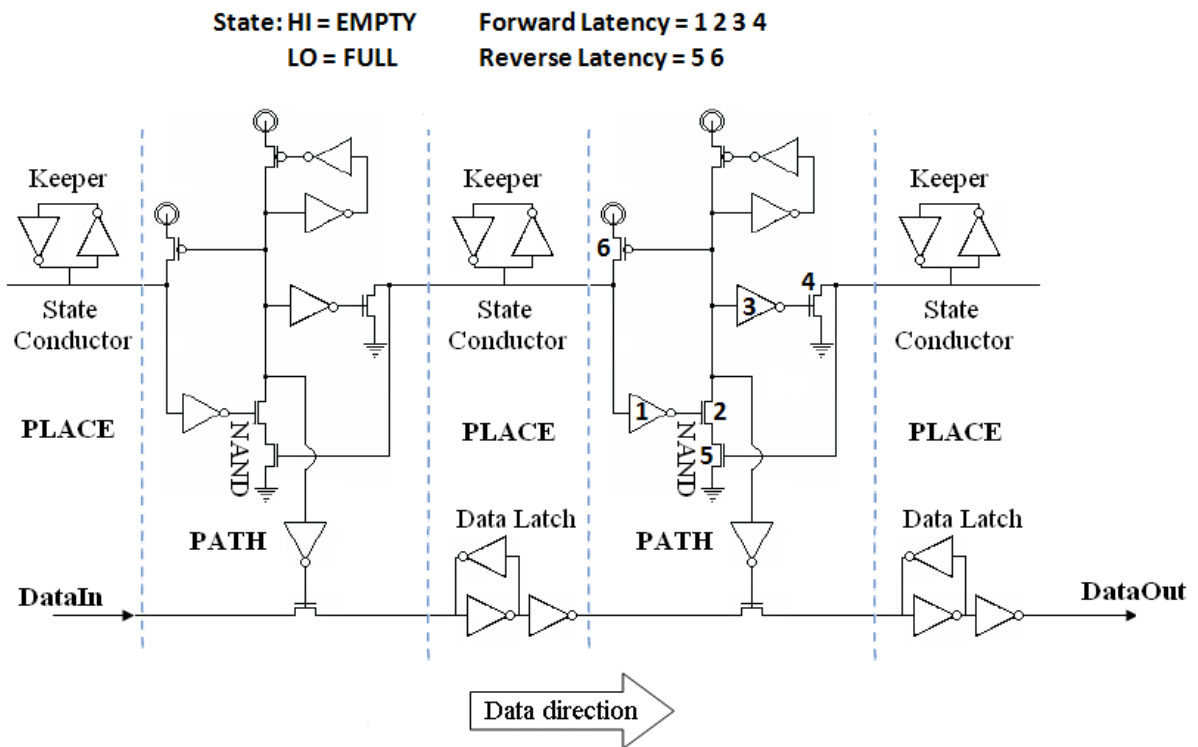 State: HI = EMPTY Forward Latency = 1 2 3 4
LO = FULL Reverse Latency = 5 6
Keeper
Keeper
Keeper
6
4
3
State
Conductor
State
Conductor
State
Conductor
1
2
PLACE
NAND
PLACE
NAND
5
PLACE
PATH
Data Latch
PATH
Data Latch
DataIn
DataOut
Data direction